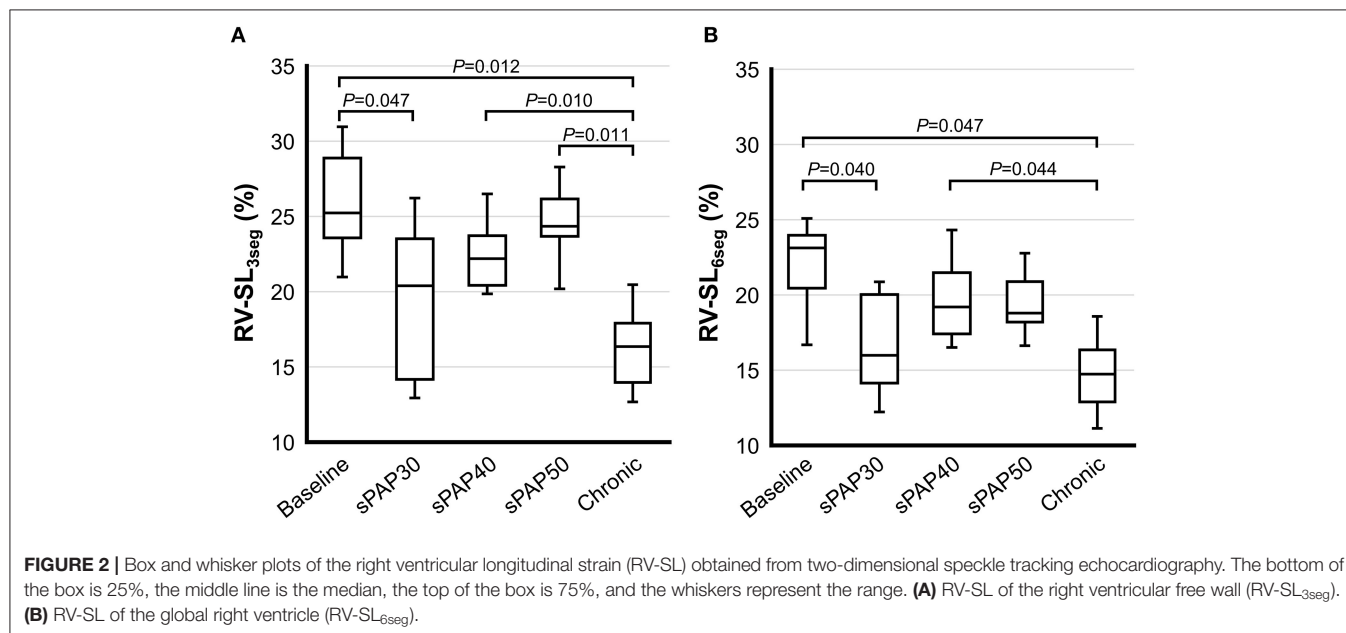 A
35
30
25
20
15
10
RV-SL3seg (%)
P=0.012
P=0.047
P=0.010
P=0.011
Baseline
sPAP30
sPAP40
sPAP50
Chronic
B
35
30
25
20
15
10
RV-SL6seg (%)
P=0.047
P=0.040
P=0.044
Baseline
sPAP30
sPAP40
sPAP50
Chronic
FIGURE 2 | Box and whisker plots of the right ventricular longitudinal strain (RV-SL) obtained from two-dimensional speckle tracking echocardiography. The bottom of
the box is 25%, the middle line is the median, the top of the box is 75%, and the whiskers represent the range. (A) RV-SL of the right ventricular free wall (RV-SL3seg).
(B) RV-SL of the global right ventricle (RV-SL6seg).